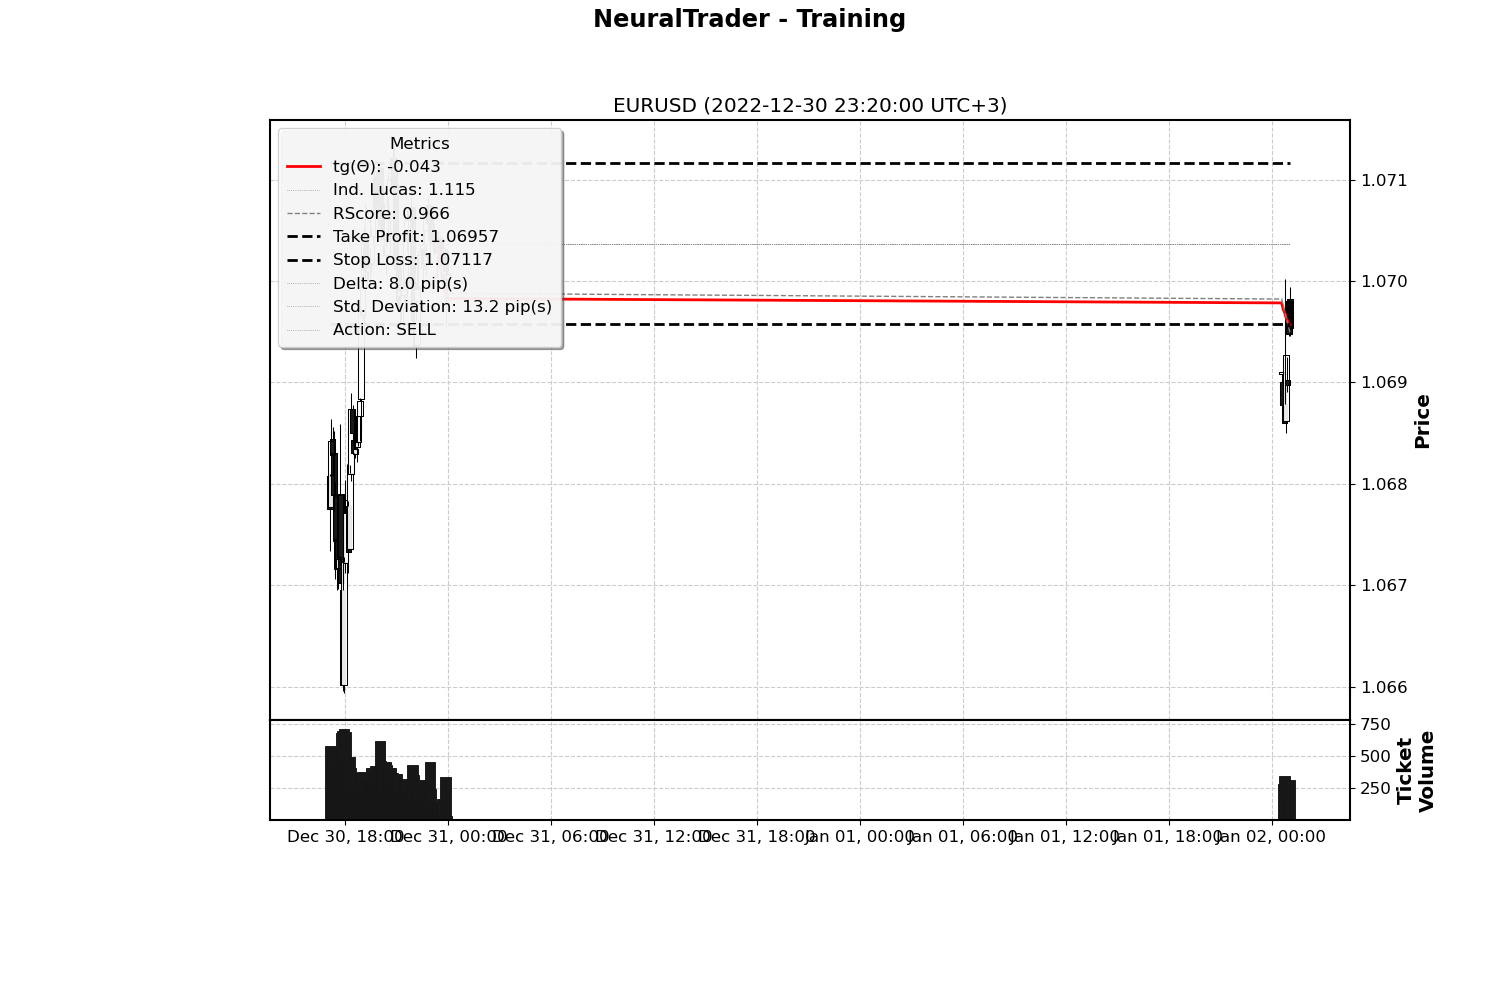 NeuralTrader - Training
EURUSD (2022-12-30 23:20:00 UTC+3)
Metrics
tg(Θ): -0.043
Ind. Lucas: 1.115
RScore: 0.966
Take Profit: 1.06957
Stop Loss: 1.07117
Delta: 8.0 pip(s)
Std. Deviation: 13.2 pip(s)
Action: SELL
1.071
1.070
1.069
1.068
1.067
1.066
Price
750
500
250
Ticket
Volume
Dec 30, 18:00
Dec 31, 00:00
Dec 31, 06:00
Dec 31, 12:00
Dec 31, 18:00
Jan 01, 00:00
Jan 01, 06:00
Jan 01, 12:00
Jan 01, 18:00
Jan 02, 00:00